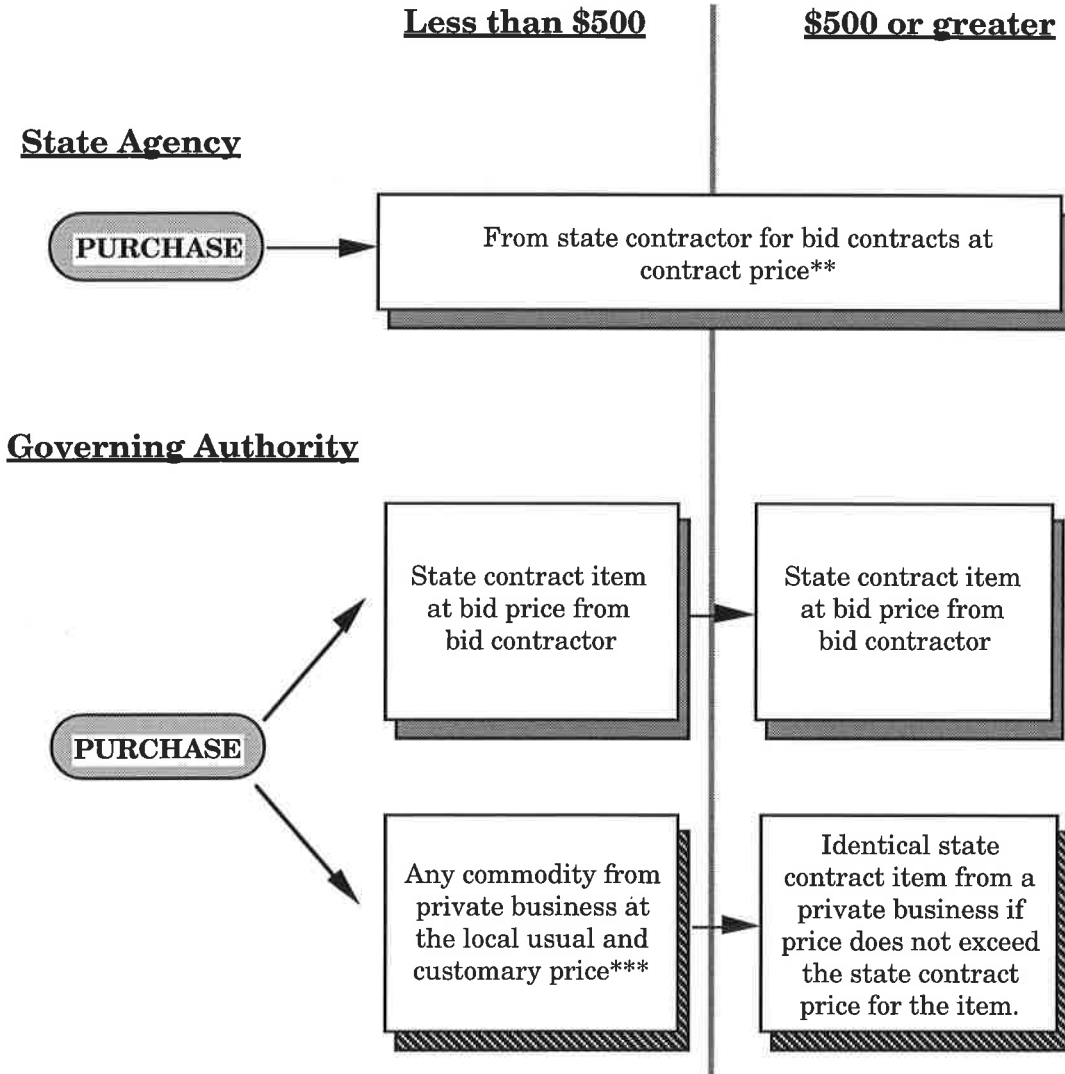 Less than $500
$500 or greater
State Agency
PURCHASE
From state contractor for bid contracts at
contract price**
Governing Authority
State contract item
at bid price from
bid contractor
State contract item
at bid price from
bid contractor
PURCHASE
Any commodity from
private business at
the local usual and
customary price***
Identical state
contract item from a
private business if
price does not exceed
the state contract
price for the item.